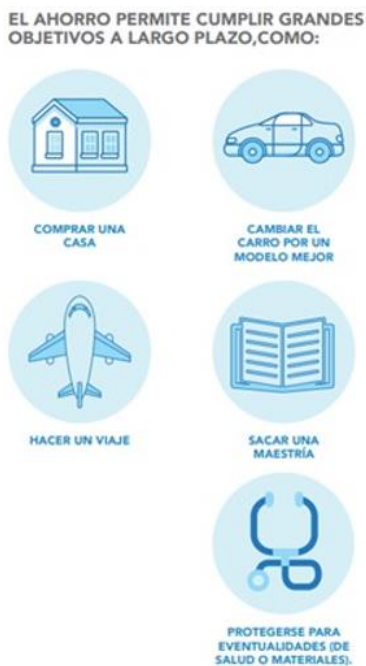 EL AHORRO PERMITE CUMPLIR GRANDES
OBJETIVOS A LARGO PLAZO,COMO:
COMPRAR UNA
CASA
CAMBIAR EL
CARRO POR UN
MODELO MEJOR
HACER UN VIAJE
SACAR UNA
MAESTRÍA
PROTEGERSE PARA
EVENTUALIDADES (DE
SALUD O MATERIALES).